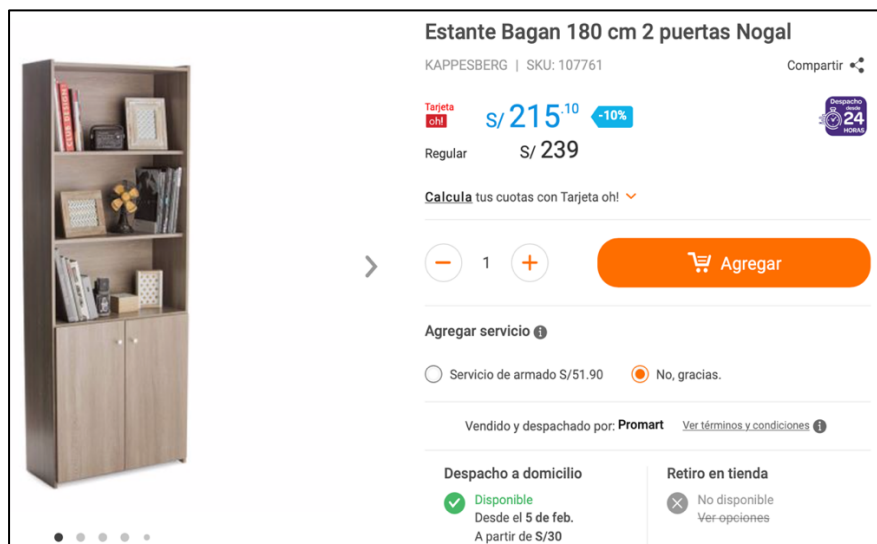 Estante Bagan 180 cm 2 puertas Nogal
KAPPESBERG | SKU: 107761
Compartir
Tarjeta
oh!
S/ 215.10
-10%
Despacho
desde
24
HORAS
Regular
S/ 239
Calcula tus cuotas con Tarjeta oh!
1
Agregar
Agregar servicio
Servicio de armado S/51.90
No, gracias.
Vendido y despachado por: Promart
Ver términos y condiciones
Despacho a domicilio
Disponible
Desde el 5 de feb.
A partir de S/30
Retiro en tienda
No disponible
Ver opciones
CLUB DESIGN